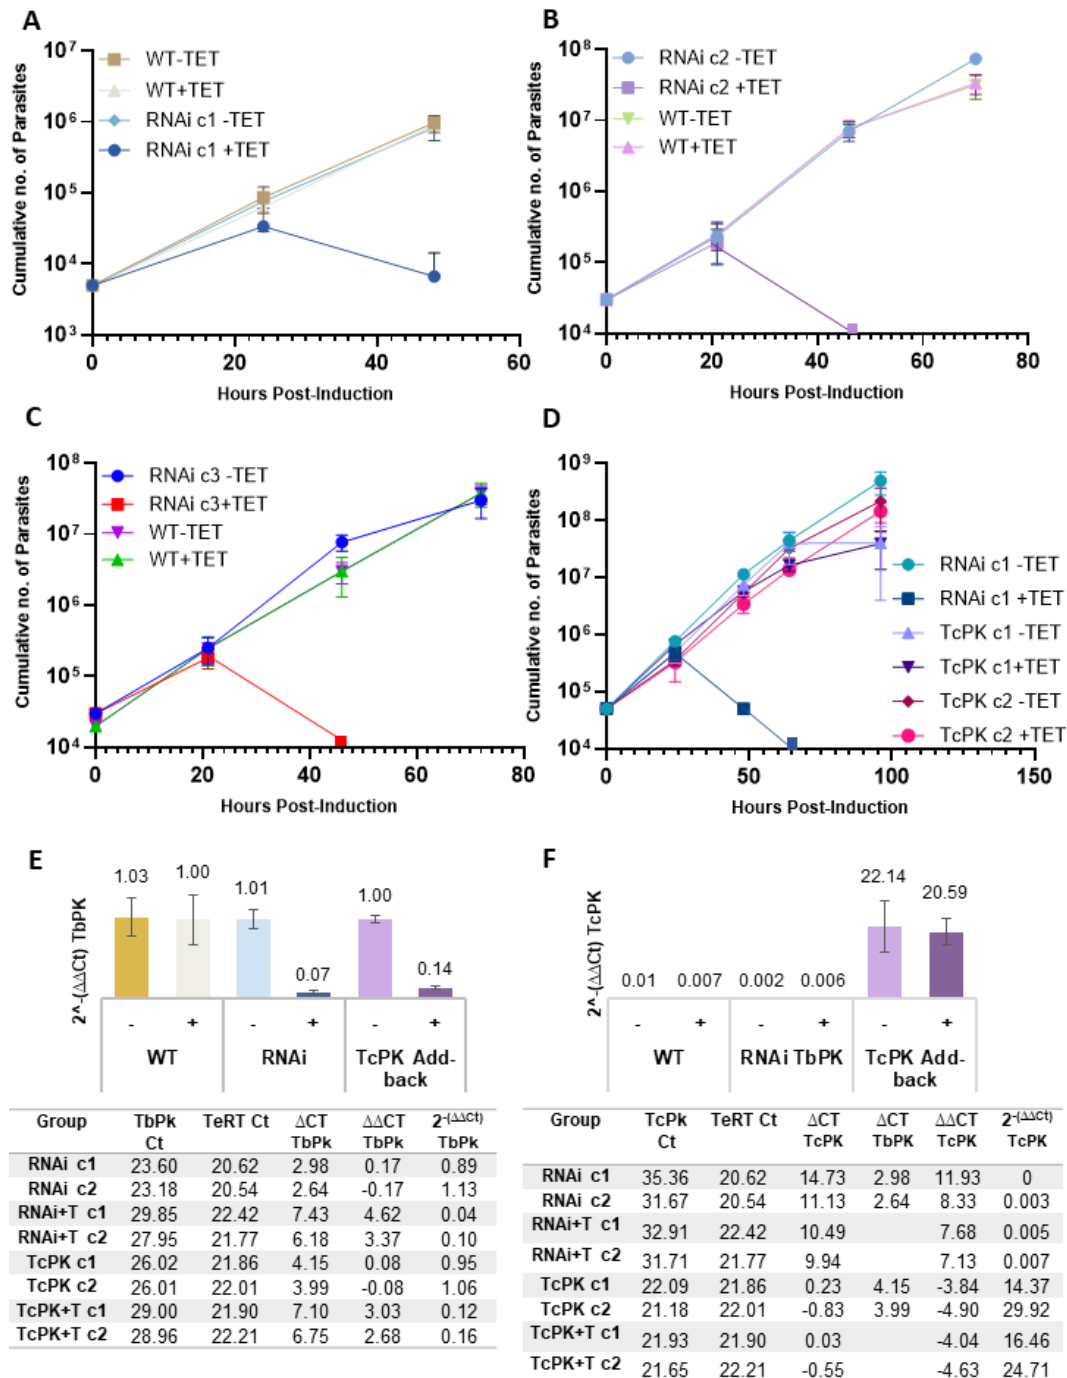 A
10^7
10^6
10^5
10^4
10^3
Cumulative no. of Parasites
WT-TET
WT+TET
RNAi c1 -TET
RNAi c1 +TET
0 20 40 60
Hours Post-Induction
B
10^8
10^7
10^6
10^5
10^4
Cumulative no. of Parasites
RNAi c2 -TET
RNAi c2 +TET
WT-TET
WT+TET
0 20 40 60 80
Hours Post-Induction
C
10^8
10^7
10^6
10^5
10^4
Cumulative no. of Parasites
RNAi c3 -TET
RNAi c3+TET
WT-TET
WT+TET
0 20 40 60 80
Hours Post-Induction
D
10^9
10^8
10^7
10^6
10^5
10^4
Cumulative no. of Parasites
RNAi c1 -TET
RNAi c1 +TET
TcPK c1 -TET
TcPK c1+TET
TcPK c2 -TET
TcPK c2 +TET
0 50 100 150
Hours Post-Induction
E
2^-(ΔΔCt) TbPK
1.03 1.00 1.01 0.07 1.00 0.14
- + - + - +
WT RNAi TcPK Add-
back
Group TbPk TeRT Ct ΔCT ΔΔCT 2-(ΔΔCt)
Ct TbPk TbPk TbPk
RNAi c1 23.60 20.62 2.98 0.17 0.89
RNAi c2 23.18 20.54 2.64 -0.17 1.13
RNAi+T c1 29.85 22.42 7.43 4.62 0.04
RNAi+T c2 27.95 21.77 6.18 3.37 0.10
TcPK c1 26.02 21.86 4.15 0.08 0.95
TcPK c2 26.01 22.01 3.99 -0.08 1.06
TcPK+T c1 29.00 21.90 7.10 3.03 0.12
TcPK+T c2 28.96 22.21 6.75 2.68 0.16
F
2^-(ΔΔCt) TcPK
0.01 0.007 0.002 0.006 22.14 20.59
- + - + - +
WT RNAi TbPK TcPK Add-
back
Group TcPk TeRT Ct ΔCT ΔCT ΔΔCT 2-(ΔΔCt)
Ct TcPK TbPK TcPK TcPK
RNAi c1 35.36 20.62 14.73 2.98 11.93 0
RNAi c2 31.67 20.54 11.13 2.64 8.33 0.003
RNAi+T c1 32.91 22.42 10.49 7.68 0.005
RNAi+T c2 31.71 21.77 9.94 7.13 0.007
TcPK c1 22.09 21.86 0.23 4.15 -3.84 14.37
TcPK c2 21.18 22.01 -0.83 3.99 -4.90 29.92
TcPK+T c1 21.93 21.90 0.03 -4.04 16.46
TcPK+T c2 21.65 22.21 -0.55 -4.63 24.71